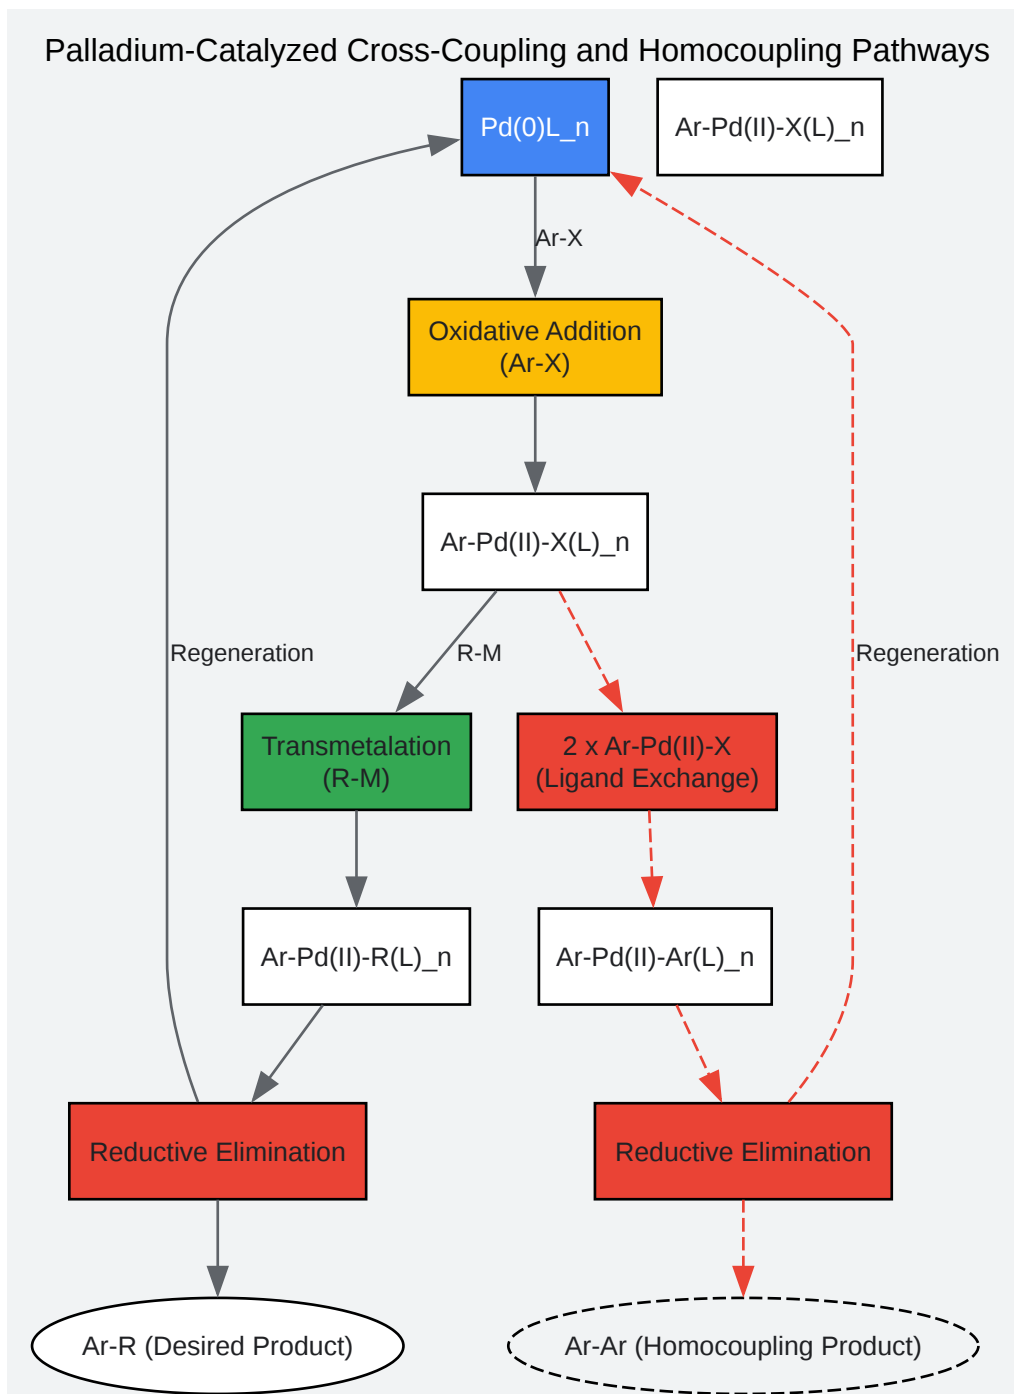 Palladium-Catalyzed Cross-Coupling and Homocoupling Pathways
Pd(0)L_n
Ar-Pd(II)-X(L)_n
Ar-X
Oxidative Addition
(Ar-X)
Ar-Pd(II)-X(L)_n
Regeneration
R-M
Regeneration
Transmetalation
(R-M)
2 x Ar-Pd(II)-X
(Ligand Exchange)
Ar-Pd(II)-R(L)_n
Ar-Pd(II)-Ar(L)_n
Reductive Elimination
Reductive Elimination
Ar-R (Desired Product)
Ar-Ar (Homocoupling Product)